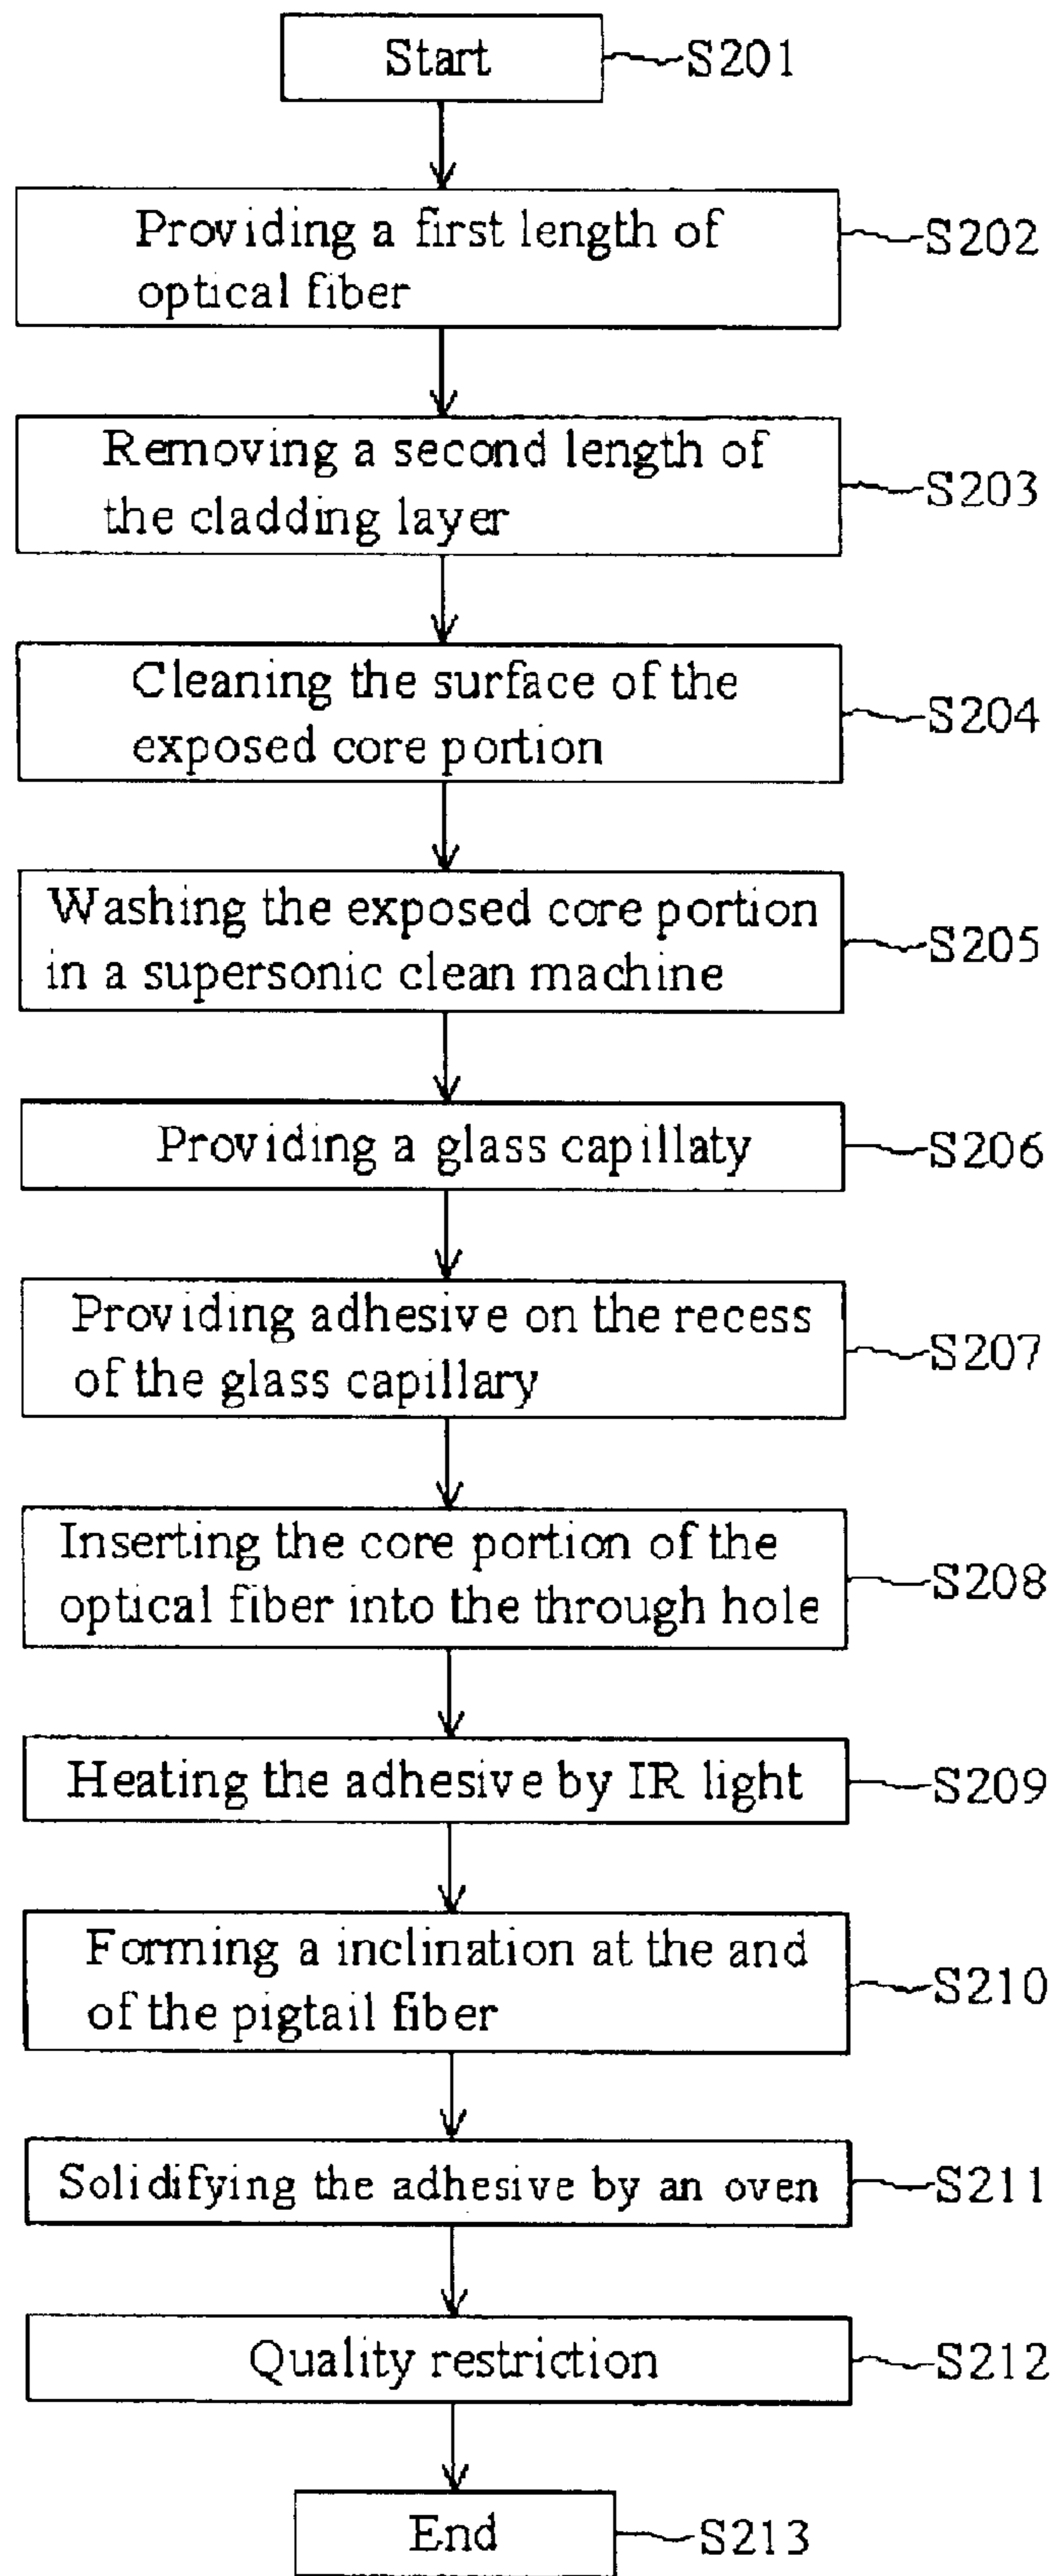 Start
S201
Providing a first length of
optical fiber
S202
Removing a second length of
the cladding layer
S203
Cleaning the surface of the
exposed core portion
S204
Washing the exposed core portion
in a supersonic clean machine
S205
Providing a glass capillaty
S206
Providing adhesive on the recess
of the glass capillary
S207
Inserting the core portion of the
optical fiber into the through hole
S208
Heating the adhesive by IR light
S209
Forming a inclination at the and
of the pigtail fiber
S210
Solidifying the adhesive by an oven
S211
Quality restriction
S212
End
S213